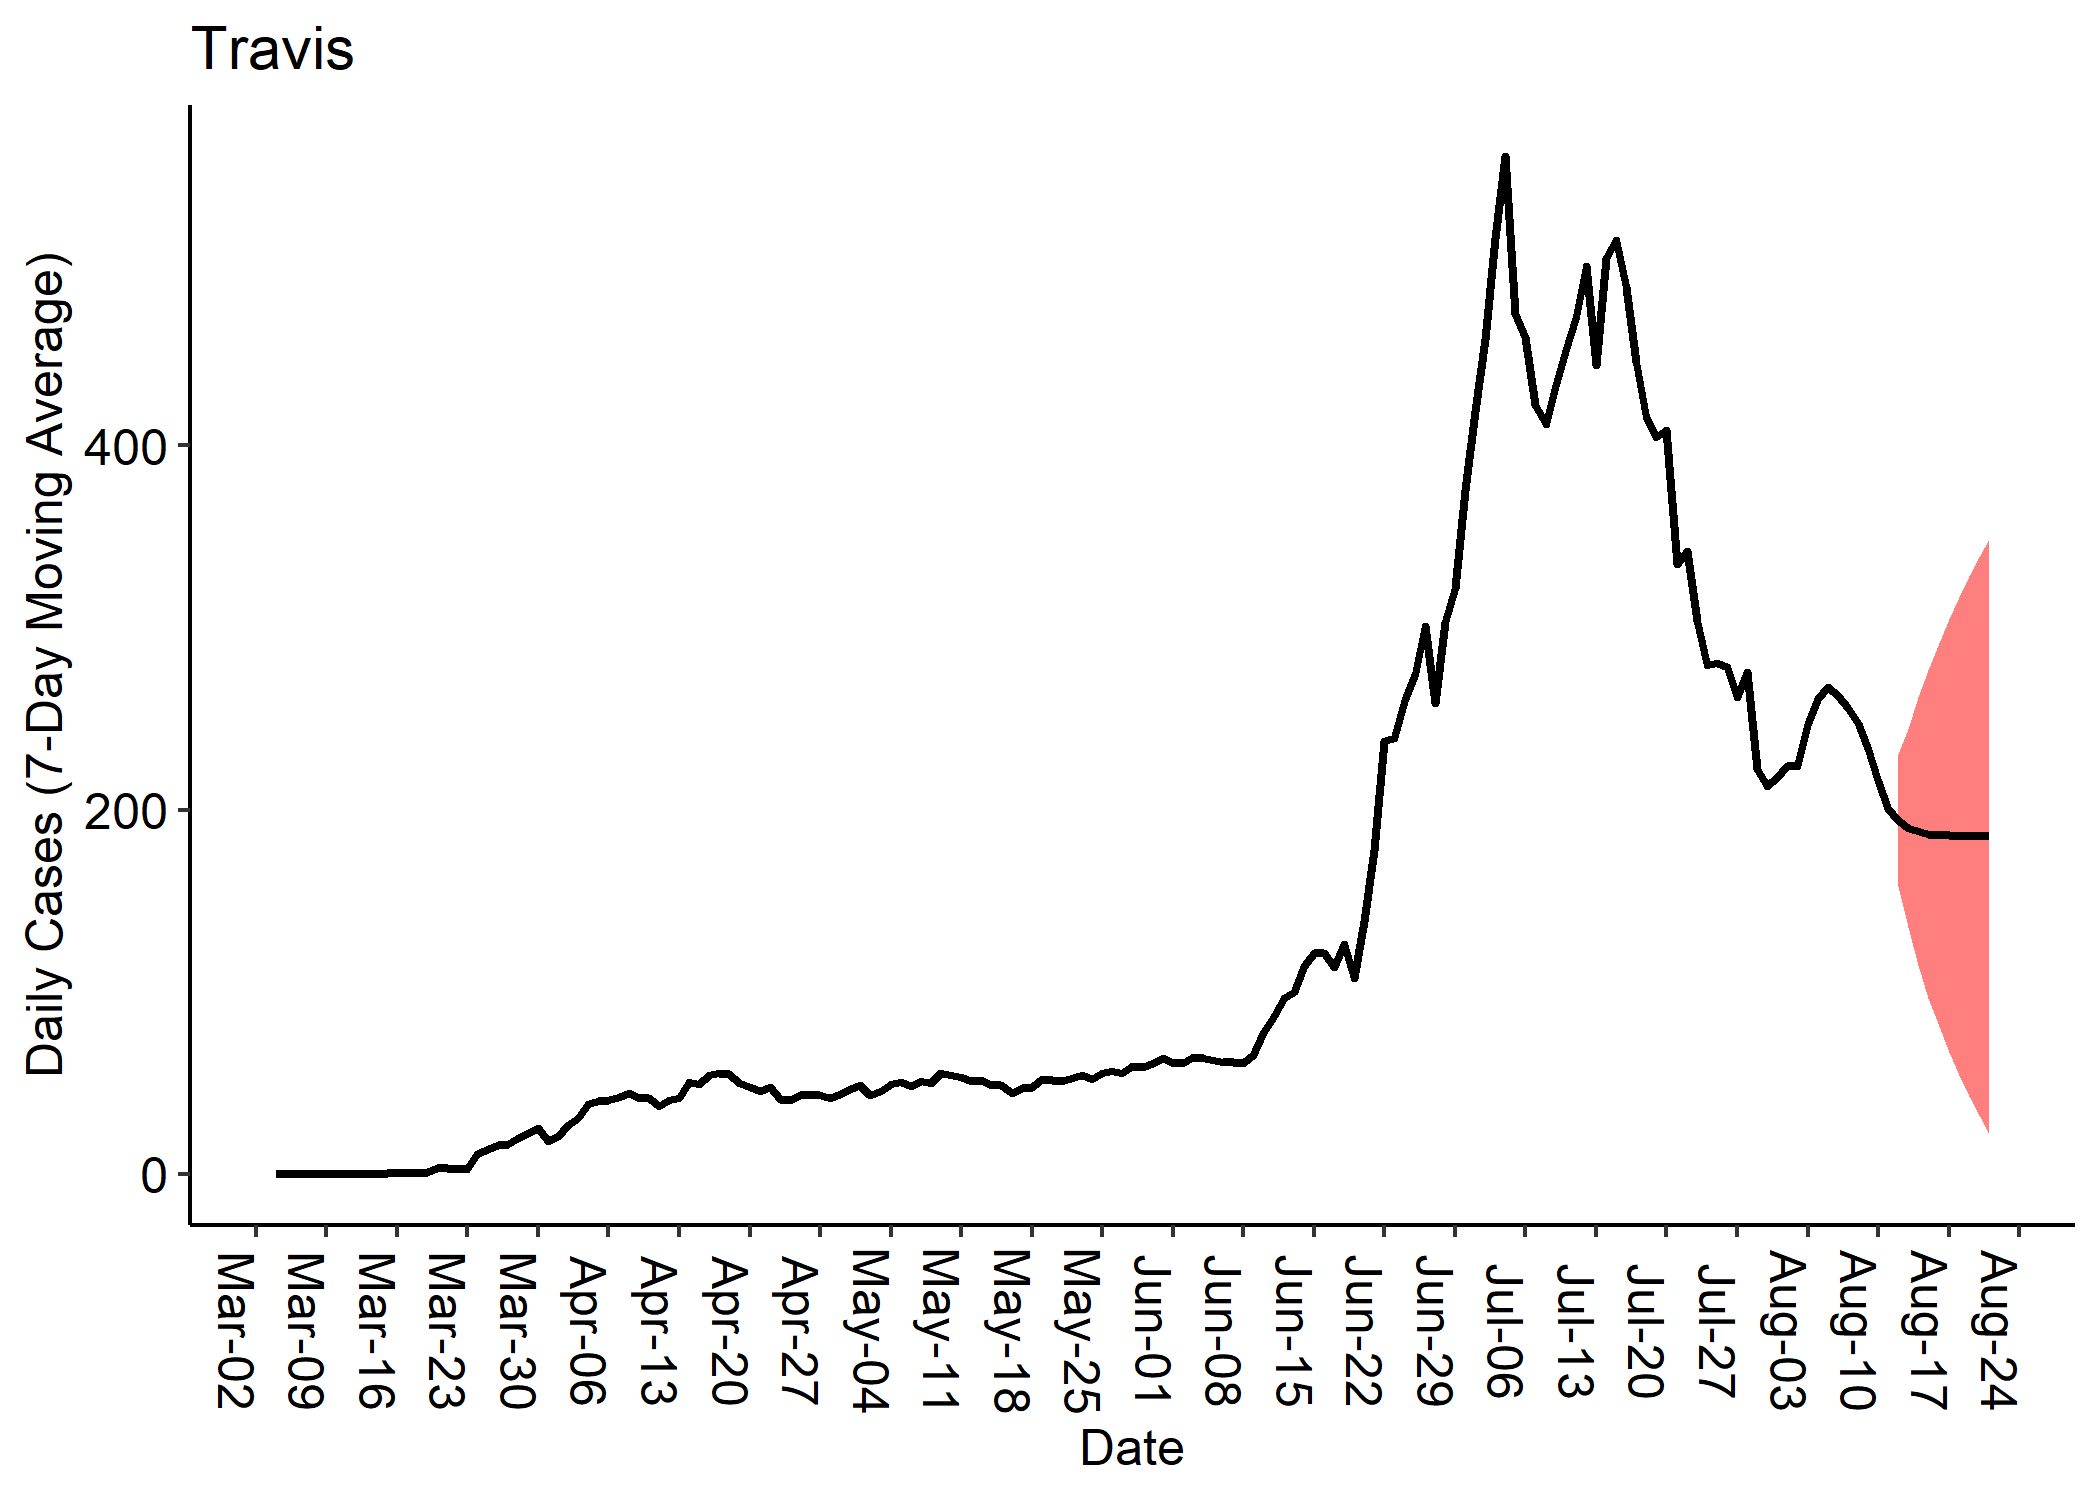 Travis
Daily Cases (7-Day Moving Average)
400
200
0
Mar-02
Mar-09
Mar-16
Mar-23
Mar-30
Apr-06
Apr-13
Apr-20
Apr-27
May-04
May-11
May-18
May-25
Jun-01
Jun-08
Jun-15
Jun-22
Jun-29
Jul-06
Jul-13
Jul-20
Jul-27
Aug-03
Aug-10
Aug-17
Aug-24
Date